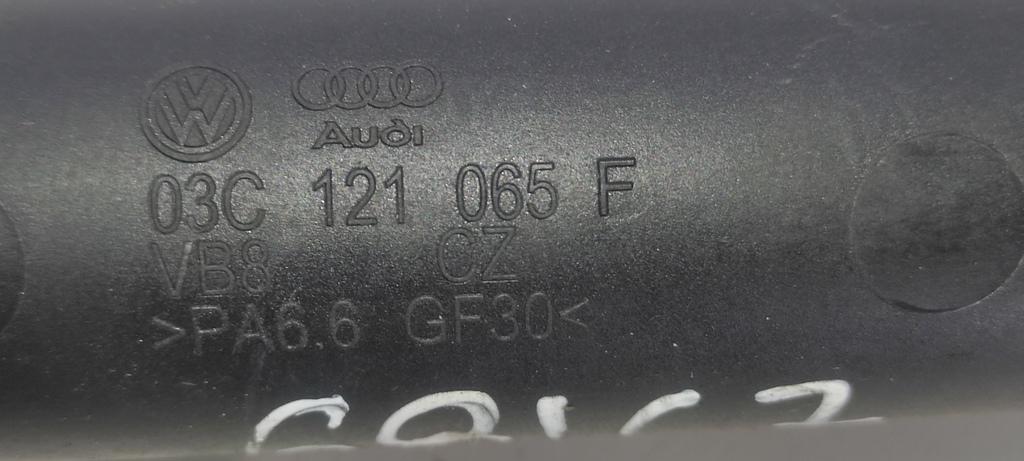 Audi
03C 121 065 F
VB8 CZ
>PA6.6 GF30<